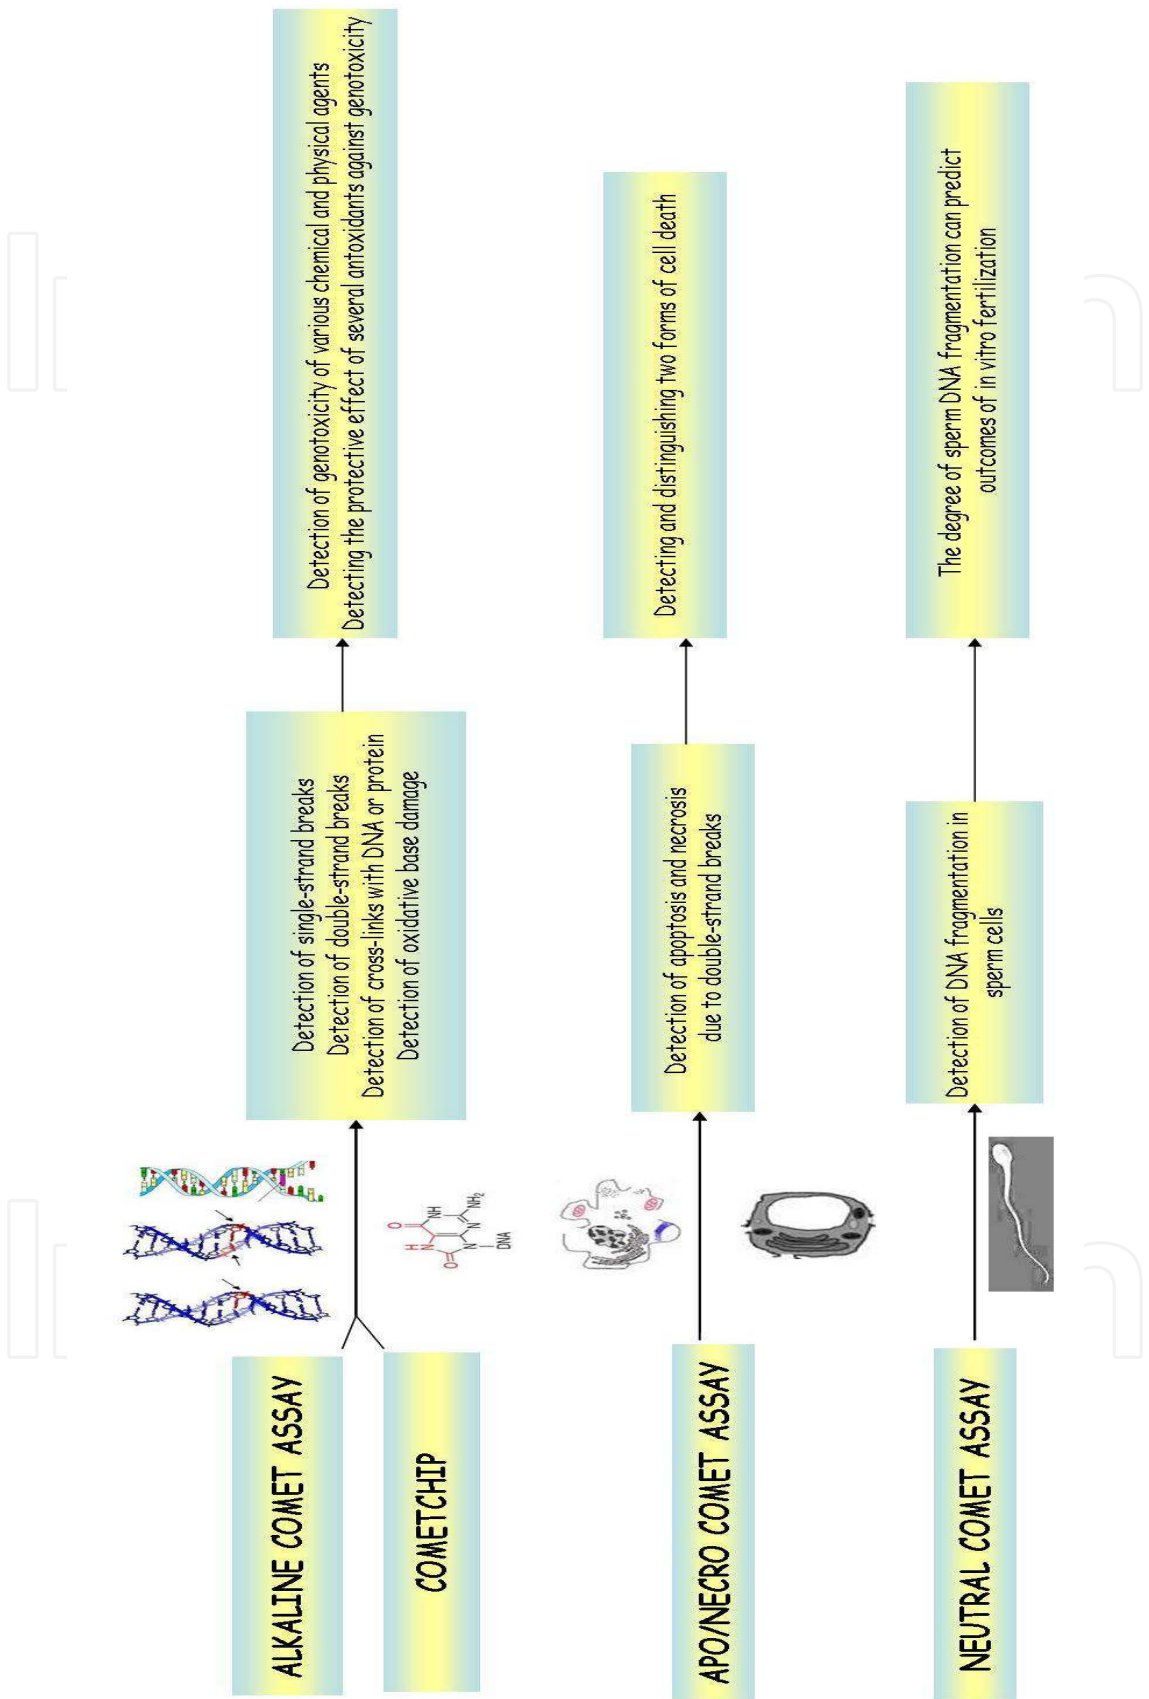 ALKALINE COMET ASSAY
COMETCHIP
Detection of single-strand breaks
Detection of double-strand breaks
Detection of cross-links with DNA or protein
Detection of oxidative base damage
Detection of genotoxicity of various chemical and physical agents
Detecting the protective effect of several antoxidants against genotoxicity
O
HN
O
N
DNA
NH
N
NH₂
APO/NECRO COMET ASSAY
Detection of apoptosis and necrosis
due to double-strand breaks
Detecting and distinguishing two forms of cell death
NEUTRAL COMET ASSAY
Detection of DNA fragmentation in
sperm cells
The degree of sperm DNA fragmentation can predict
outcomes of in vitro fertilization